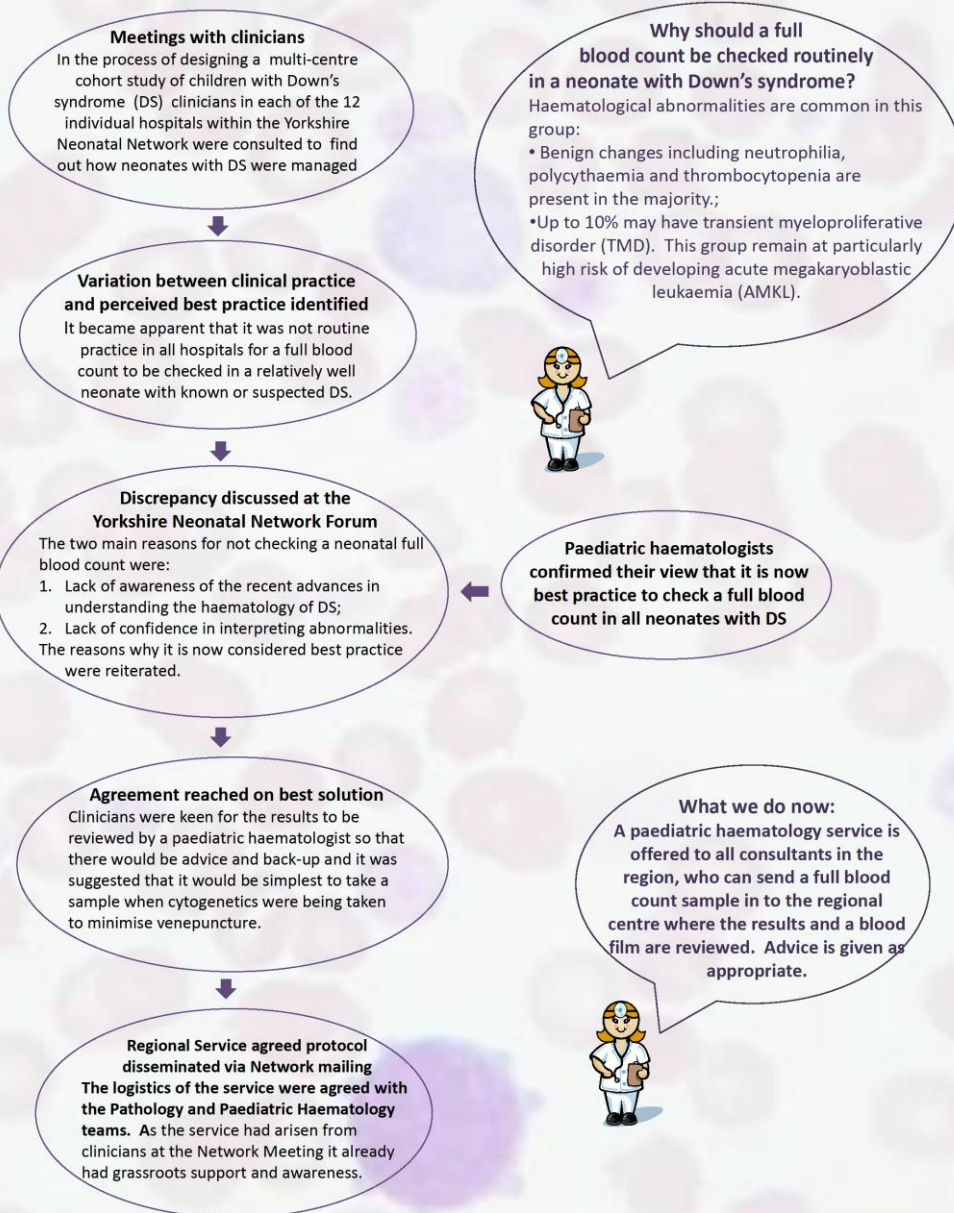 Meetings with clinicians
In the process of designing a multi-centre
cohort study of children with Down's
syndrome (DS) clinicians in each of the 12
individual hospitals within the Yorkshire
Neonatal Network were consulted to find
out how neonates with DS were managed
Why should a full
blood count be checked routinely
in a neonate with Down's syndrome?
Haematological abnormalities are common in this
group:
• Benign changes including neutrophilia,
polycythaemia and thrombocytopenia are
present in the majority.;
•Up to 10% may have transient myeloproliferative
disorder (TMD). This group remain at particularly
high risk of developing acute megakaryoblastic
leukaemia (AMKL).
Variation between clinical practice
and perceived best practice identified
It became apparent that it was not routine
practice in all hospitals for a full blood
count to be checked in a relatively well
neonate with known or suspected DS.
Discrepancy discussed at the
Yorkshire Neonatal Network Forum
The two main reasons for not checking a neonatal full
blood count were:
1. Lack of awareness of the recent advances in
understanding the haematology of DS;
2. Lack of confidence in interpreting abnormalities.
The reasons why it is now considered best practice
were reiterated.
Paediatric haematologists
confirmed their view that it is now
best practice to check a full blood
count in all neonates with DS
Agreement reached on best solution
Clinicians were keen for the results to be
reviewed by a paediatric haematologist so that
there would be advice and back-up and it was
suggested that it would be simplest to take a
sample when cytogenetics were being taken
to minimise venepuncture.
What we do now:
A paediatric haematology service is
offered to all consultants in the
region, who can send a full blood
count sample in to the regional
centre where the results and a blood
film are reviewed. Advice is given as
appropriate.
Regional Service agreed protocol
disseminated via Network mailing
The logistics of the service were agreed with
the Pathology and Paediatric Haematology
teams. As the service had arisen from
clinicians at the Network Meeting it already
had grassroots support and awareness.